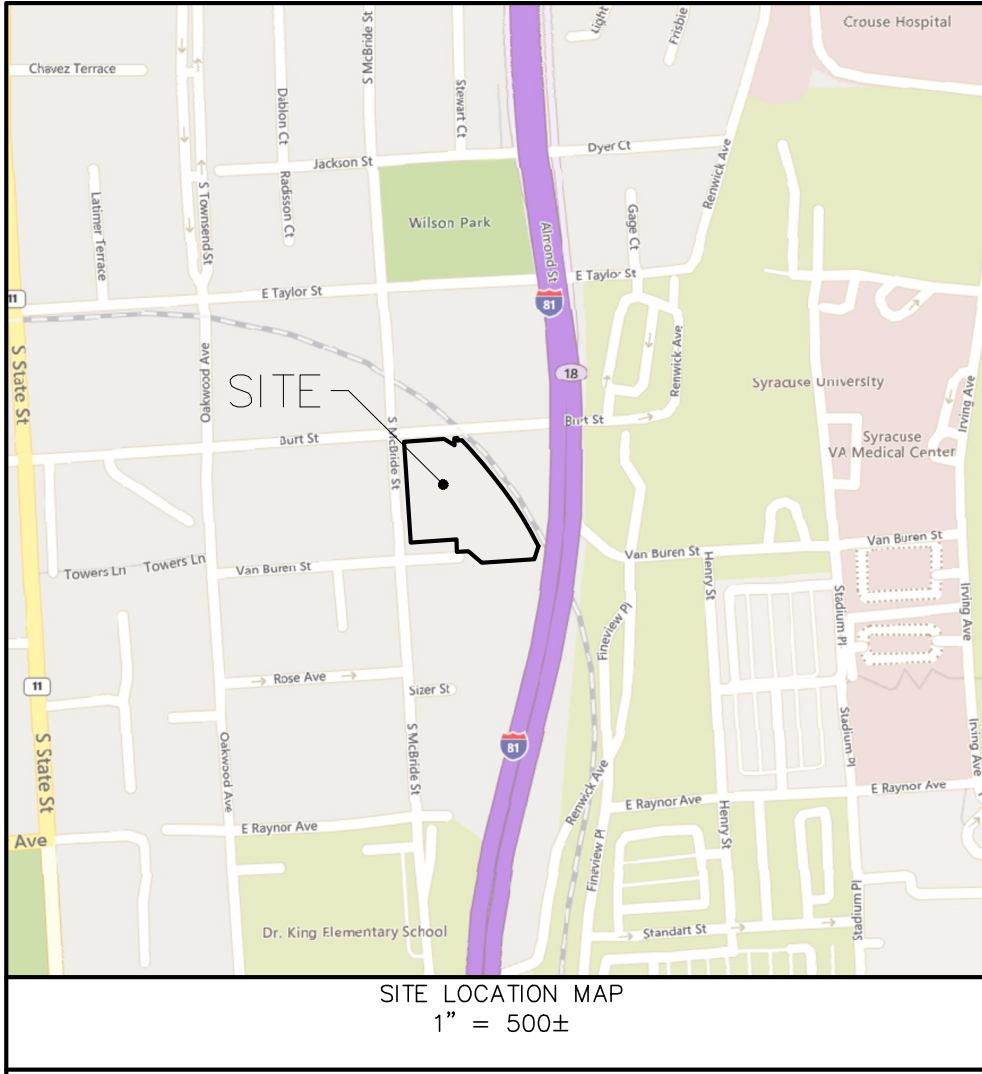 Light
Frisbie
Crouse Hospital
Chavez Terrace
S McBride St
Stewart Ct
Dablon Ct
Dyer Ct
Jackson St
Renwick Ave
Radisson Ct
S Townsend St
Latimer Terrace
Wilson Park
Gage Ct
Almond St
E Taylor St
E Taylor St
11
81
S State St
Oakwood Ave
Renwick Ave
18
SITE
Syracuse University
Irving Ave
Burt St
Burt St
S McBride St
Syracuse
VA Medical Center
Van Buren St
Van Buren St
Towers Ln
Towers Ln
Van Buren St
Henry St
Stadium Pl
Irving Ave
Fineview Pl
Rose Ave
Sizer St
11
S State St
Oakwood Ave
S McBride St
81
Stadium Pl
Irving Ave
Renwick Ave
E Raynor Ave
E Raynor Ave
E Raynor Ave
Henry St
Ave
Fineview Pl
Stadium Pl
Dr. King Elementary School
Standart St
SITE LOCATION MAP
1" = 500±